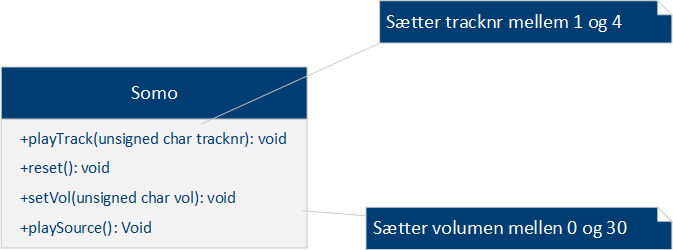 Sætter tracknr mellem 1 og 4
Somo
+playTrack(unsigned char tracknr): void
+reset(): void
+setVol(unsigned char vol): void
+playSource(): Void
Sætter volumen mellen 0 og 30